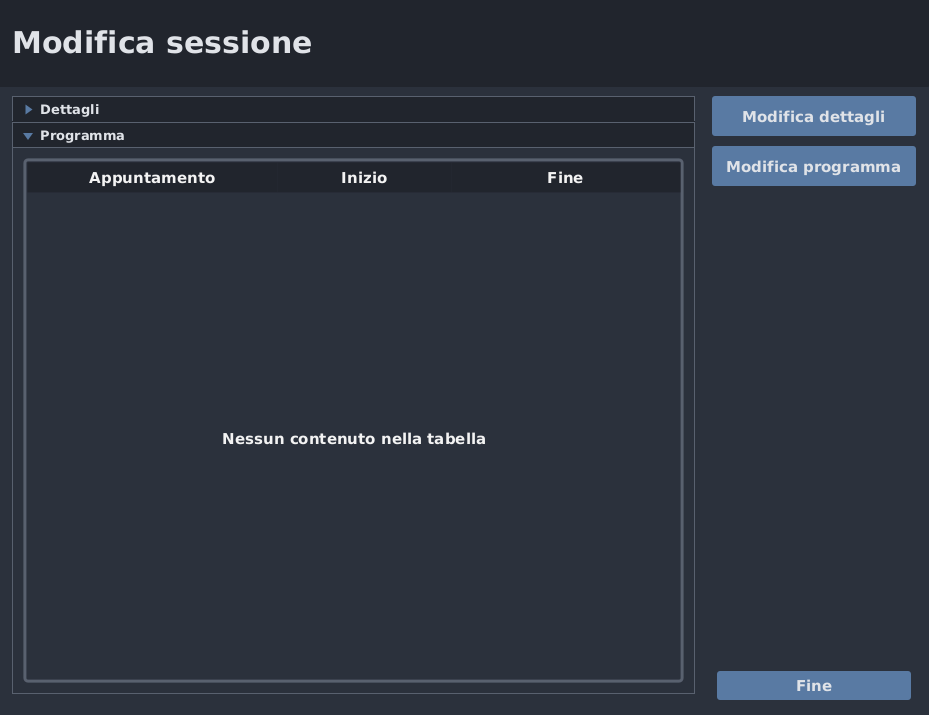 Modifica sessione
Dettagli
Programma
Appuntamento Inizio Fine
Nessun contenuto nella tabella
Modifica dettagli
Modifica programma
Fine